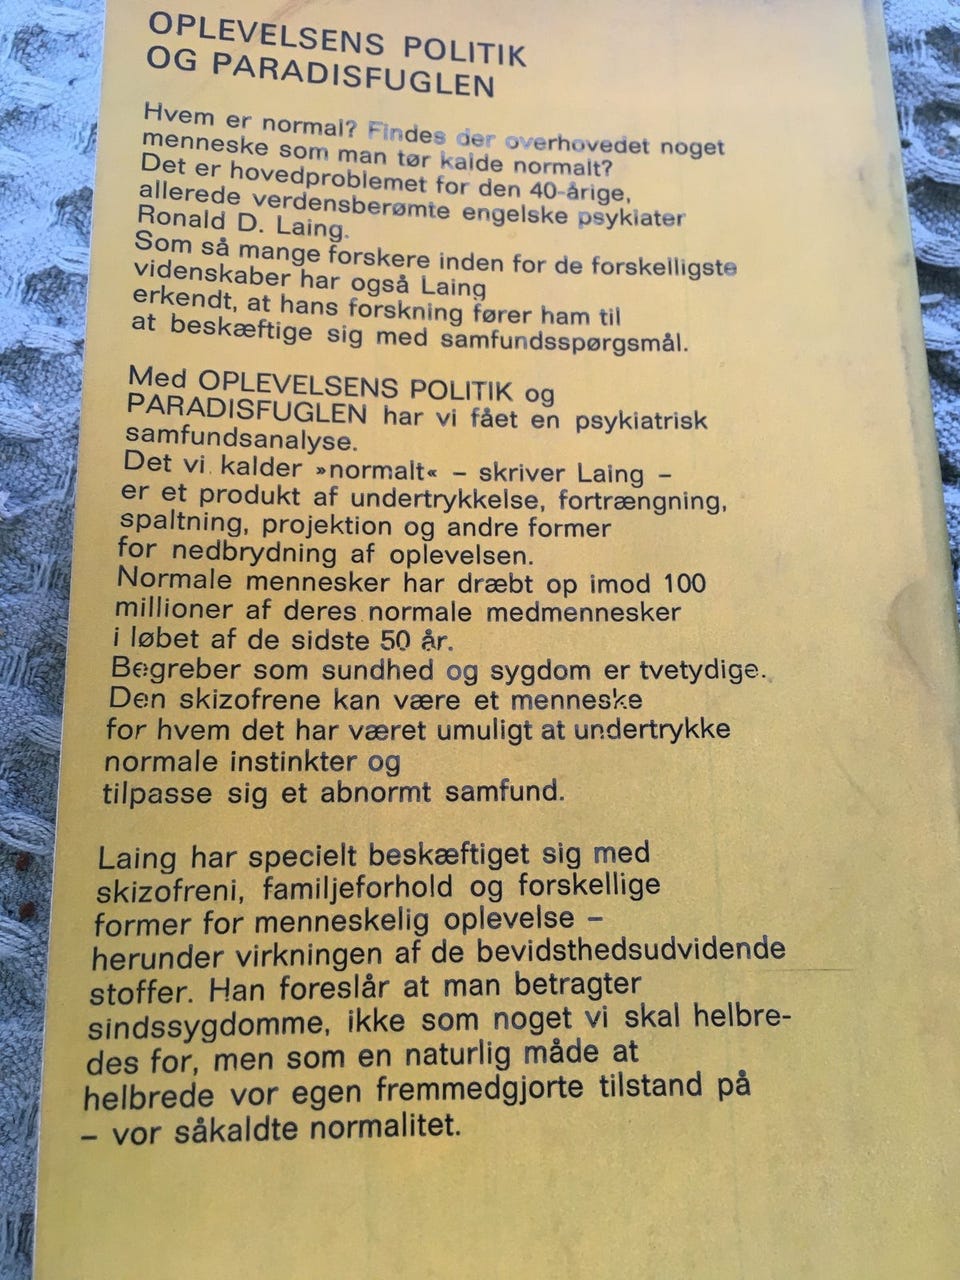 OPLEVELSENS POLITIK
OG PARADISFUGLEN
Hvem er normal? Findes der overhovedet noget
menneske som man tør kalde normalt?
Det er hovedproblemet for den 40-årige,
allerede verdensberømte engelske psykiater
Ronald D. Laing.
Som så mange forskere inden for de forskelligste
videnskaber har også Laing
erkendt, at hans forskning fører ham til
at beskæftige sig med samfundsspørgsmål.
Med OPLEVELSENS POLITIK og
PARADISFUGLEN har vi fået en psykiatrisk
samfundsanalyse.
Det vi kalder »normalt« – skriver Laing –
er et produkt af undertrykkelse, fortrængning,
spaltning, projektion og andre former
for nedbrydning af oplevelsen.
Normale mennesker har dræbt op imod 100
millioner af deres normale medmennesker
i løbet af de sidste 50 år.
Begreber som sundhed og sygdom er tvetydige.
Den skizofrene kan være et menneske
for hvem det har været umuligt at undertrykke
normale instinkter og
tilpasse sig et abnormt samfund.
Laing har specielt beskæftiget sig med
skizofreni, familjeforhold og forskellige
former for menneskelig oplevelse –
herunder virkningen af de bevidsthedsudvidende
stoffer. Han foreslår at man betragter
sindssygdomme, ikke som noget vi skal helbre-
des for, men som en naturlig måde at
helbrede vor egen fremmedgjorte tilstand på
– vor såkaldte normalitet.